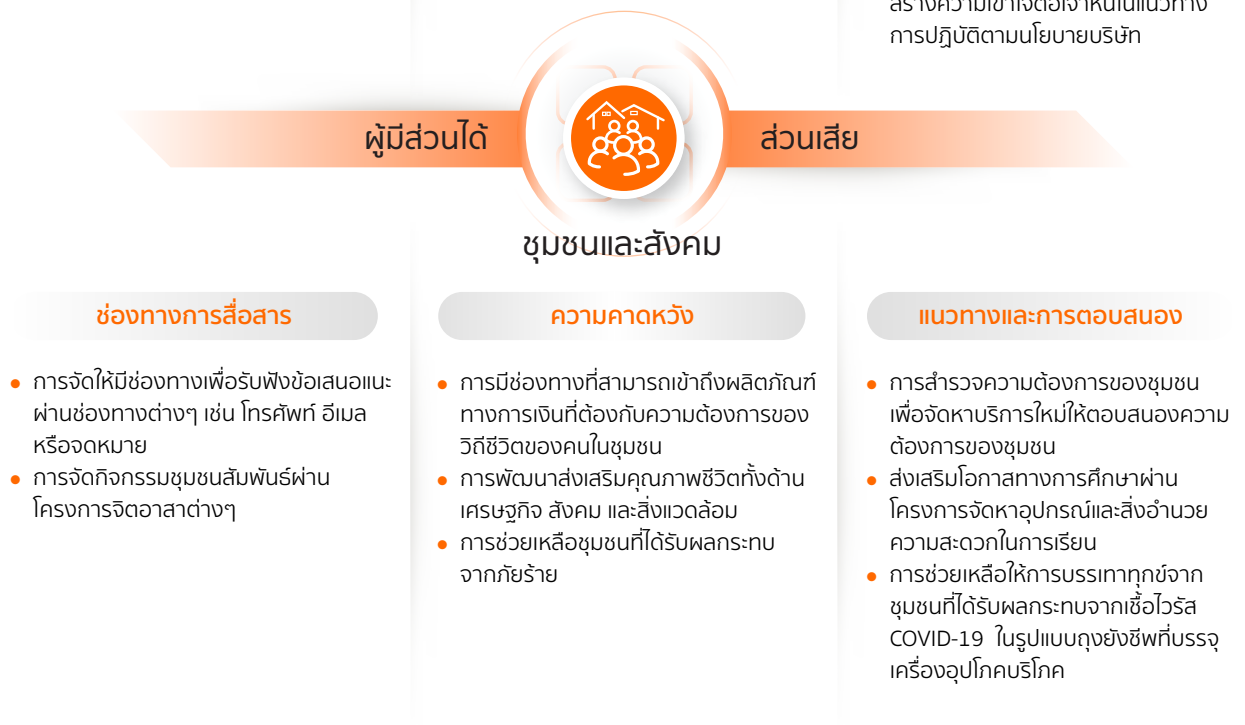 สร้างความเข้าใจต่อเจ้าหนี้ในแนวทาง
การปฏิบัติตามนโยบายบริษัท
ผู้มีส่วนได้ ส่วนเสีย
ชุมชนและสังคม
ช่องทางการสื่อสาร
● การจัดให้มีช่องทางเพื่อรับฟังข้อเสนอแนะ
ผ่านช่องทางต่างๆ เช่น โทรศัพท์ อีเมล
หรือจดหมาย
● การจัดกิจกรรมชุมชนสัมพันธ์ผ่าน
โครงการจิตอาสาต่างๆ
ความคาดหวัง
● การมีช่องทางที่สามารถเข้าถึงผลิตภัณฑ์
ทางการเงินที่ต้องกับความต้องการของ
วิถีชีวิตของคนในชุมชน
● การพัฒนาส่งเสริมคุณภาพชีวิตทั้งด้าน
เศรษฐกิจ สังคม และสิ่งแวดล้อม
● การช่วยเหลือชุมชนที่ได้รับผลกระทบ
จากภัยร้าย
แนวทางและการตอบสนอง
● การสำรวจความต้องการของชุมชน
เพื่อจัดหาบริการใหม่ให้ตอบสนองความ
ต้องการของชุมชน
● ส่งเสริมโอกาสทางการศึกษาผ่าน
โครงการจัดหาอุปกรณ์และสิ่งอำนวย
ความสะดวกในการเรียน
● การช่วยเหลือให้การบรรเทาทุกข์จาก
ชุมชนที่ได้รับผลกระทบจากเชื้อไวรัส
COVID-19 ในรูปแบบถุงยังชีพที่บรรจุ
เครื่องอุปโภคบริโภค